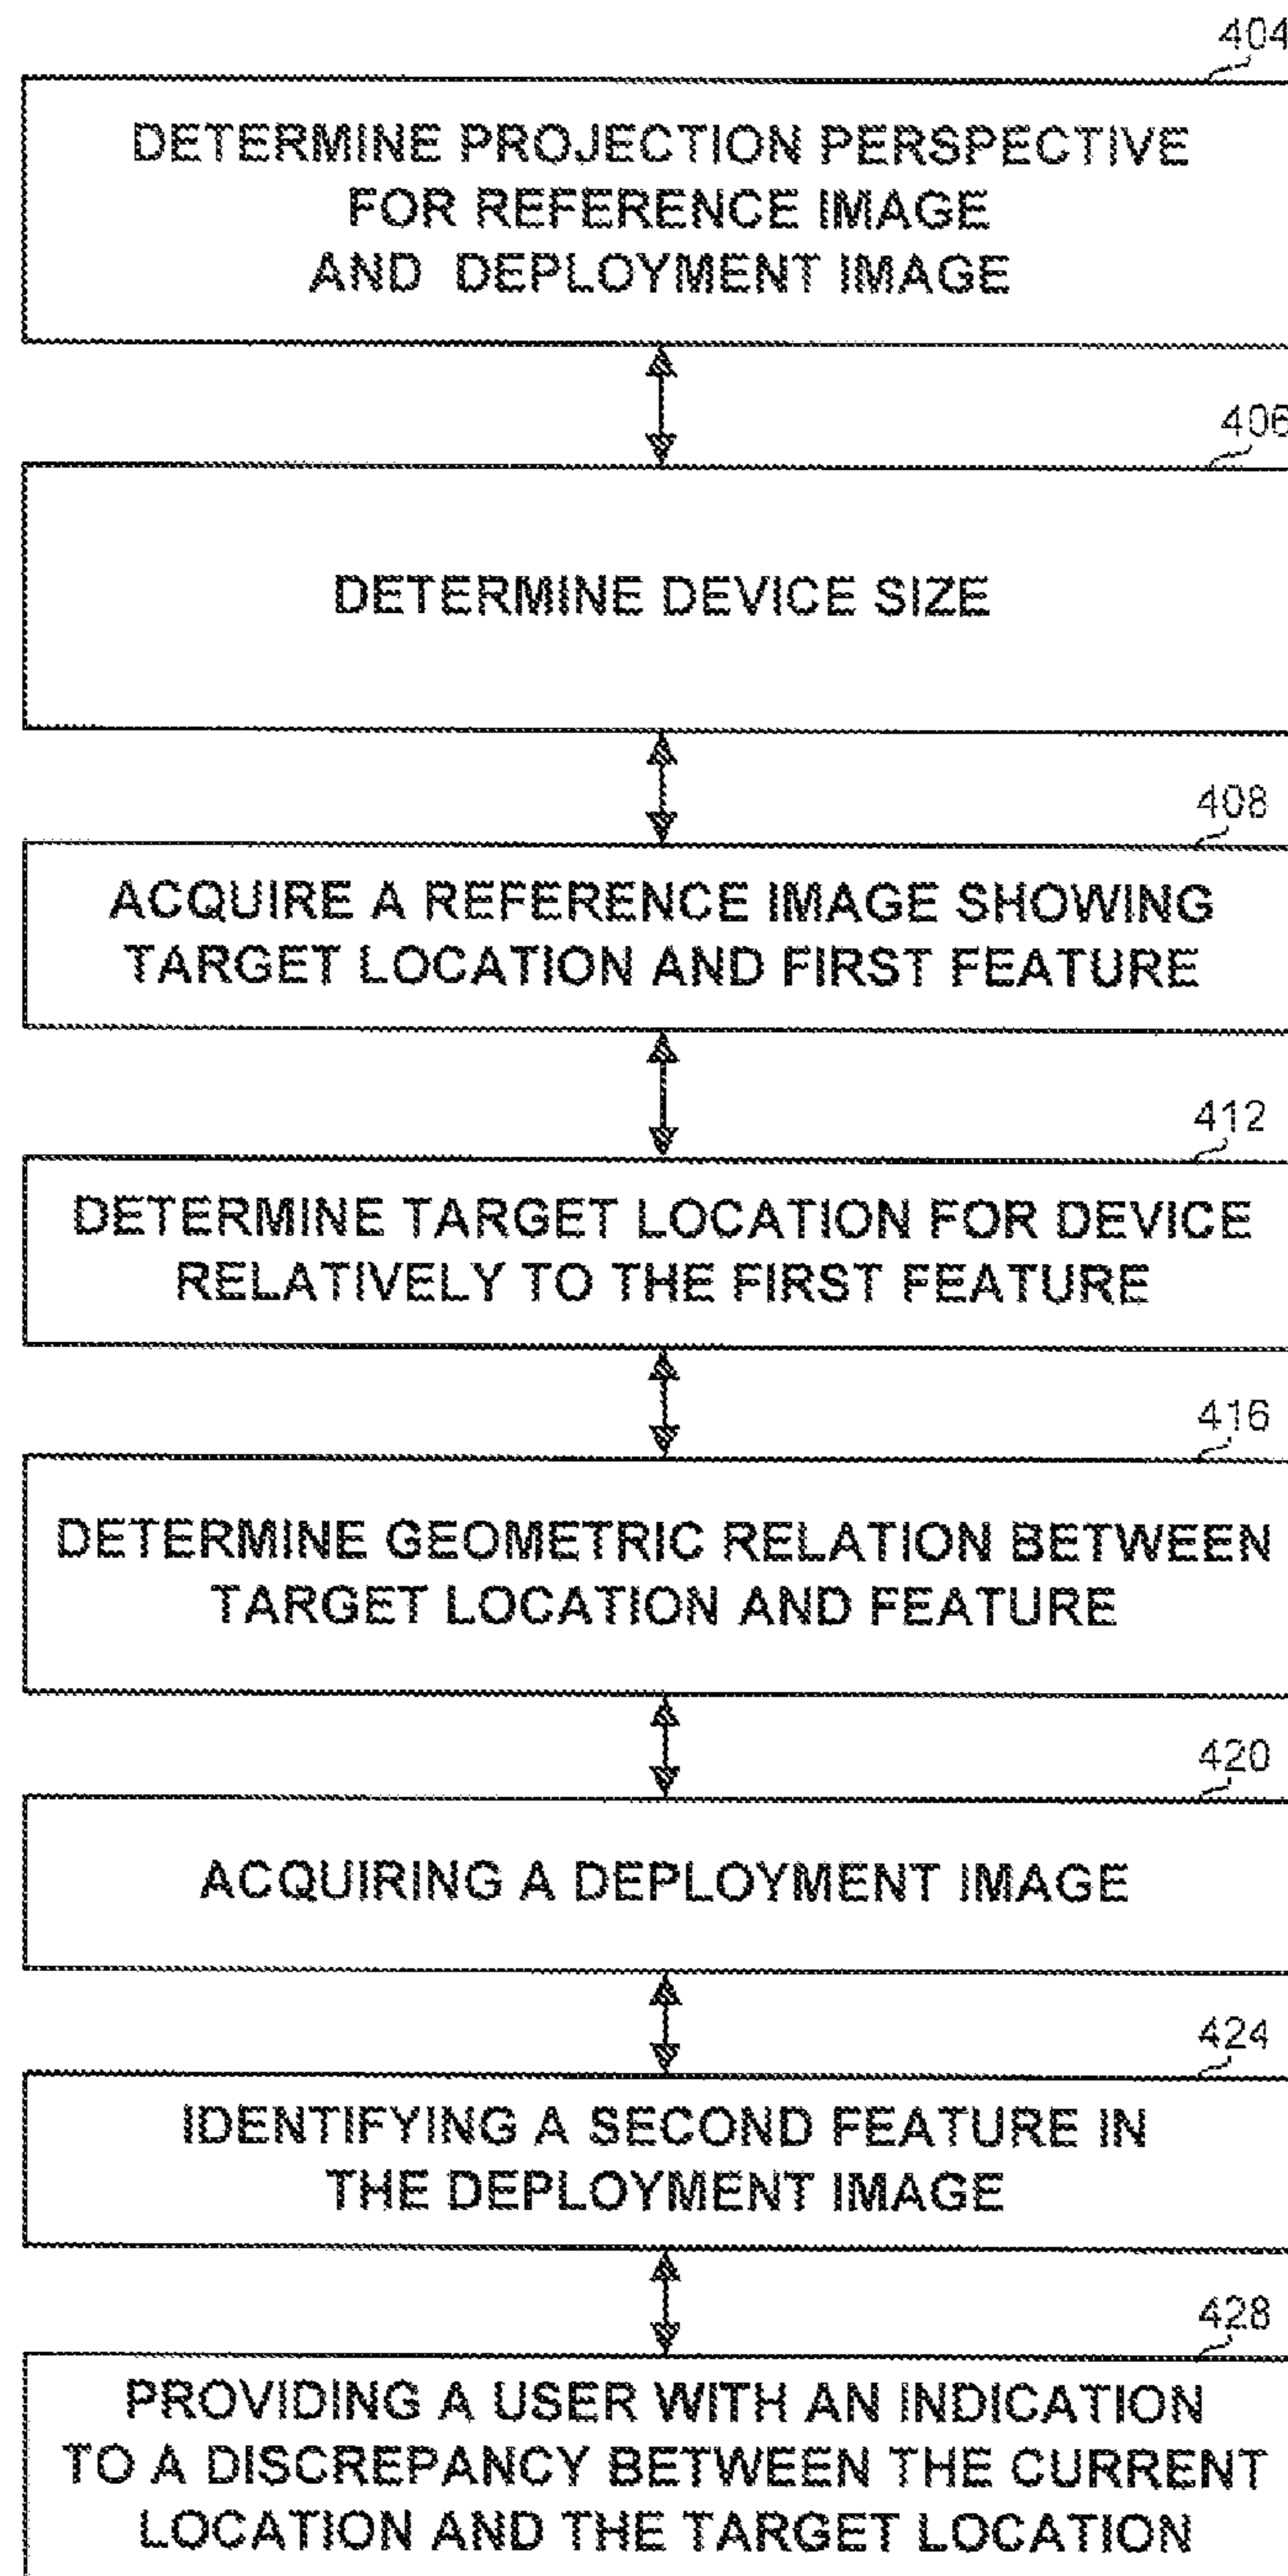 404
DETERMINE PROJECTION PERSPECTIVE
FOR REFERENCE IMAGE
AND DEPLOYMENT IMAGE
406
DETERMINE DEVICE SIZE
408
ACQUIRE A REFERENCE IMAGE SHOWING
TARGET LOCATION AND FIRST FEATURE
412
DETERMINE TARGET LOCATION FOR DEVICE
RELATIVELY TO THE FIRST FEATURE
416
DETERMINE GEOMETRIC RELATION BETWEEN
TARGET LOCATION AND FEATURE
420
ACQUIRING A DEPLOYMENT IMAGE
424
IDENTIFYING A SECOND FEATURE IN
THE DEPLOYMENT IMAGE
428
PROVIDING A USER WITH AN INDICATION
TO A DISCREPANCY BETWEEN THE CURRENT
LOCATION AND THE TARGET LOCATION